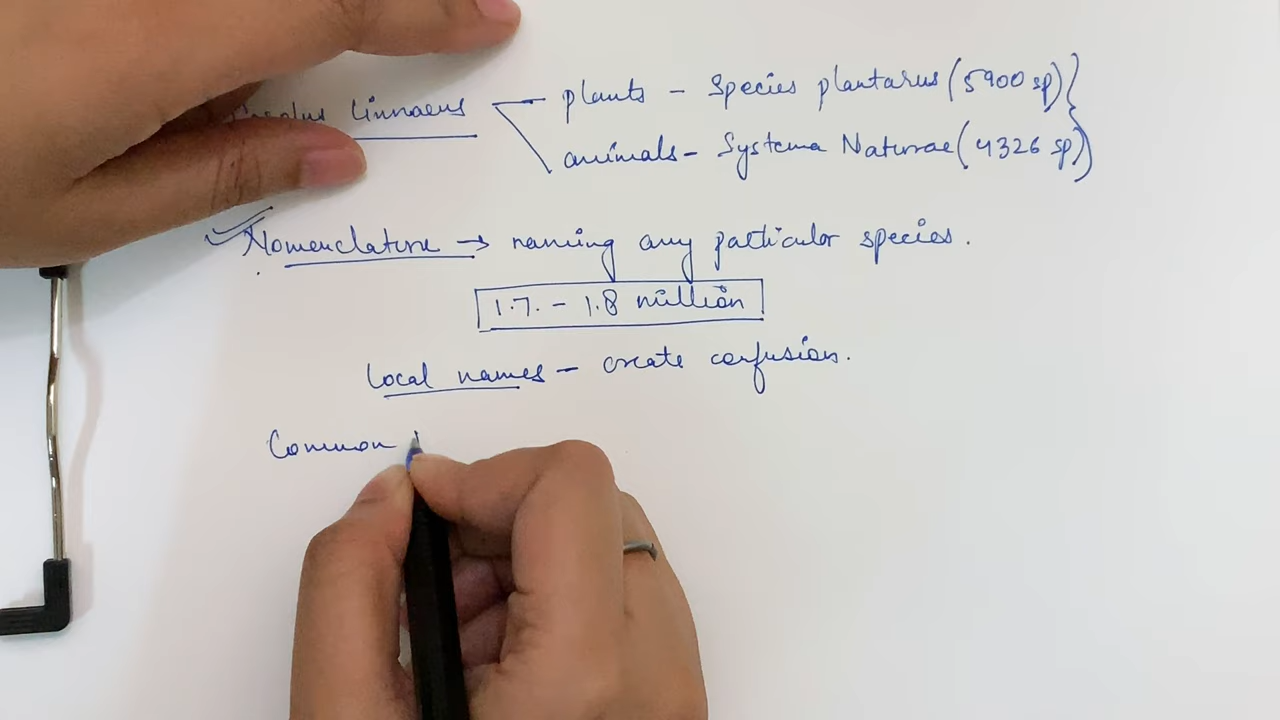 Linnaeus
plants - Species plantarus (5900 sp)
animals - Systema Naturae (4326 sp)
Nomenclature → naming any particular species.
1.7. - 1.8 million
Local names - create confusion.
Common